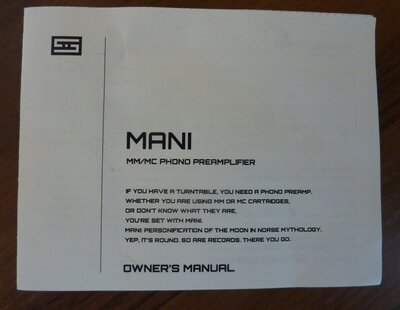 MANI
MM/MC PHONO PREAMPLIFIER
IF YOU HAVE A TURNTABLE, YOU NEED A PHONO PREAMP.
WHETHER YOU ARE USING MM OR MC CARTRIDGES,
OR DON'T KNOW WHAT THEY ARE,
YOU'RE SET WITH MANI.
MANI: PERSONIFICATION OF THE MOON IN NORSE MYTHOLOGY.
YEP, IT'S ROUND. SO ARE RECORDS. THERE YOU GO.
OWNER'S MANUAL